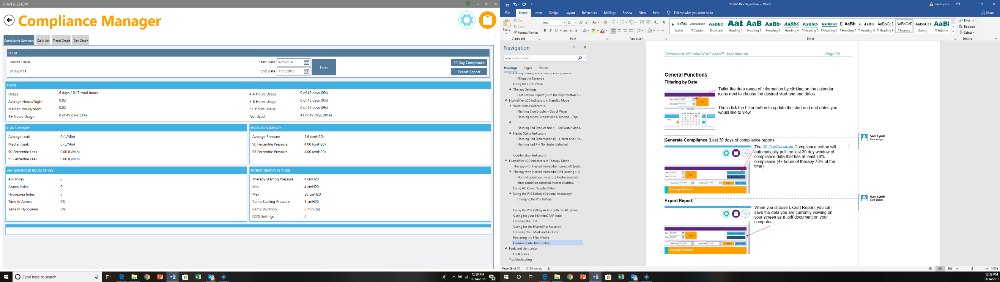 TRANSCEND®
Compliance Manager
Compliance Summary Daily List Trend Graph Day Graph
FILTER
Device Serial
B18I20111
Start Date 9/25/2018
End Date 11/13/2018
Filter
30 Day Compliance
Export Report
USAGE
Usage 6 days / 0.17 total hours
Average Hours/Night 0.03
Median Hours/Night 0.02
4+ Hours Usage 0 of 49 days (0%)
4-6 Hours Usage 0 of 49 days (0%)
6-8 Hours Usage 0 of 49 days (0%)
8+ Hours Usage 0 of 49 days (0%)
Not Used 43 of 49 days (88%)
LEAK SUMMARY
Average Leak 0 (L/Min)
Median Leak 0 (L/Min)
90 Percentile Leak 0.00 (L/Min)
95 Percentile Leak 0.00 (L/Min)
PRESSURE SUMMARY
Average Pressure 5.6 (cmH20)
90 Percentile Pressure 4.00 (cmH20)
95 Percentile Pressure 4.00 (cmH20)
AHI- EVENTS PER HOURS OF USE
AHI Index 0
Apnea Index 0
Hypopnea Index 0
Time In Apnea 0%
Time In Hypopnea 0%
PATIENT THERAPY SETTINGS
Therapy Starting Pressure 4 cmH20
Min 4 cmH20
Max 20 cmH20
Ramp Starting Pressure 3 cmH20
Ramp Duration 0 minutes
EZEX Settings 0
Type here to search
12:39 PM
11/14/2018
23
103765 Rev 06_redline - Word
Sam Lynch
File Home Insert Design Layout References Mailings Review View Help Tell me what you want to do
Share
Paste
Cut
Copy
Format Painter
Clipboard
Arial 12
Font
Paragraph
AaBbC AaBbCcDdEe AaBbC AaB AaB AaBb AaBbC AaBbC AaBbCc i) AaBb a. AaBb AaBbCcI AaBbCcI AaBbCcI AaBl
bullet ¶ Caption Emphasis Heading 1 Heading 2 Heading 3 Heading 4 ¶ Heading 5 ¶ Heading 6 ¶ Heading 7 ¶ Heading 8 ¶ Heading 9 ¶ Normal Strong ¶ Subtitle
Styles
Find
Replace
Select
Editing
Navigation
Search document
Headings Pages Results
Ending therapy and entering Drying Mode
Filling the Reservoir
Using the LCD Screen
Therapy Settings
Last Session Report (push the Right button o...
Humidifier LCD indicators in Standby Mode
Water Status Indicators
Flashing Blue Droplet - Out of Water
Flashing Yellow Droplet and Diamond – Tap...
Flashing Red Droplet and X – Bad Water Signa...
Heater Status Indicators
Flashing Red Exclamation (!) – Heater Over-Te...
Flashing Red X – No Heater Detected
Combination Indicators
Humidifier LCD indicators in Therapy Mode
Therapy with Heated Humidifier turned off (setti...
Therapy with Heated Humidifier ON (setting > 0)
Normal operation, no errors, heater enabled.
Error condition detected, heater disabled.
Using AC Power Supply (PSA3)
Using the P10 Battery (Optional Accessory)
Charging the P10 Battery
Using the P10 Battery in-line with the AC power
Caring for your 365 miniCPAP Auto
Cleaning the Unit
Caring for the Humidifier Reservoir
Cleaning Your Mask and Air Hose
Replacing the Filter Media
Environmental Information
Fault and alert codes
Fault codes
Troubleshooting
Transcend 365 miniCPAP Auto™ User Manual Page 59
General Functions
Filtering by Date
Tailor the date range of information by clicking on the calendar
icons next to choose the desired start and end dates.
Then click the Filter button to update the start and end dates you
would like to view.
Start Date 4/3/2017
End Date 4/3/2017
Filter
April, 2017
AHI
Generate Compliance (Last 30 days of compliance report)
The 30 DayGenerate Compliance button will
automatically pull the last 30 day window of
compliance data that has at least 70%
compliance (4+ hours of therapy 70% of the
time).
Generate Compliance
Average Pressure
Export Report
When you choose Export Report, you can
save the data you are currently viewing on
your screen as a .pdf document on your
computer.
Generate Compliance
Average Pressure
Sam Lynch
New image
Sam Lynch
New image
Page 59 of 74 10138 words
100%
12:39 PM
11/14/2018